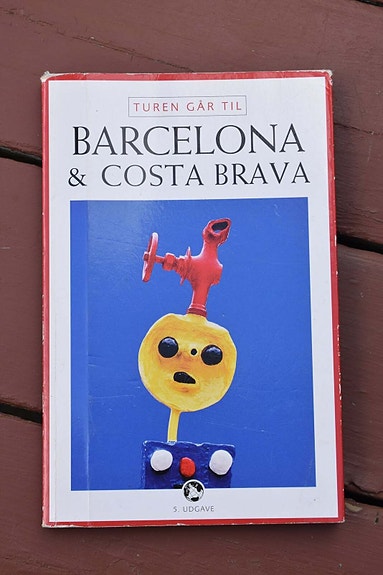 TUREN GÅR TIL
BARCELONA
& COSTA BRAVA
5. UDGAVE